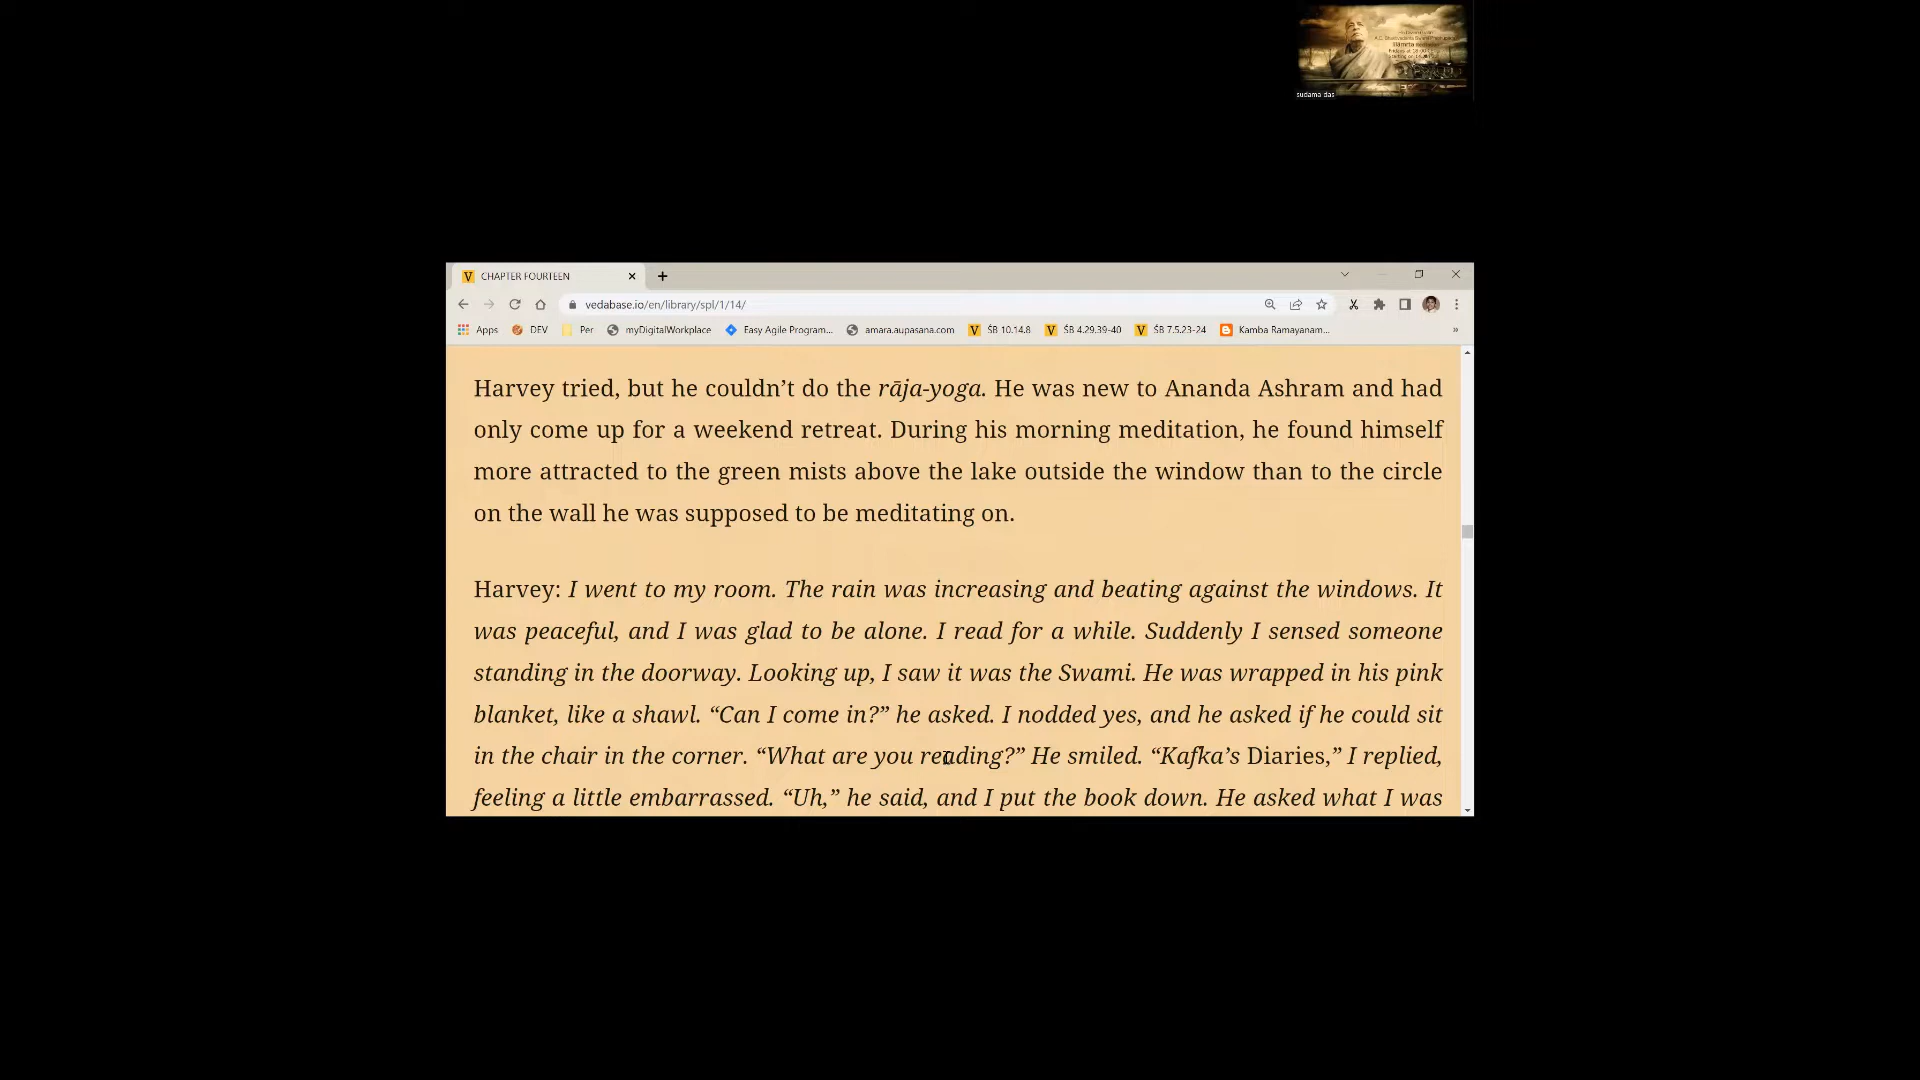 sudama das
CHAPTER FOURTEEN
vedabase.io/en/library/spl/1/14/
Apps DEV Per myDigitalWorkplace Easy Agile Program... amara.aupasana.com ŚB 10.14.8 ŚB 4.29.39-40 ŚB 7.5.23-24 Kamba Ramayanam... »
Harvey tried, but he couldn’t do the rāja-yoga. He was new to Ananda Ashram and had
only come up for a weekend retreat. During his morning meditation, he found himself
more attracted to the green mists above the lake outside the window than to the circle
on the wall he was supposed to be meditating on.
Harvey: I went to my room. The rain was increasing and beating against the windows. It
was peaceful, and I was glad to be alone. I read for a while. Suddenly I sensed someone
standing in the doorway. Looking up, I saw it was the Swami. He was wrapped in his pink
blanket, like a shawl. “Can I come in?” he asked. I nodded yes, and he asked if he could sit
in the chair in the corner. “What are you reading?” He smiled. “Kafka’s Diaries,” I replied,
feeling a little embarrassed. “Uh,” he said, and I put the book down. He asked what I was